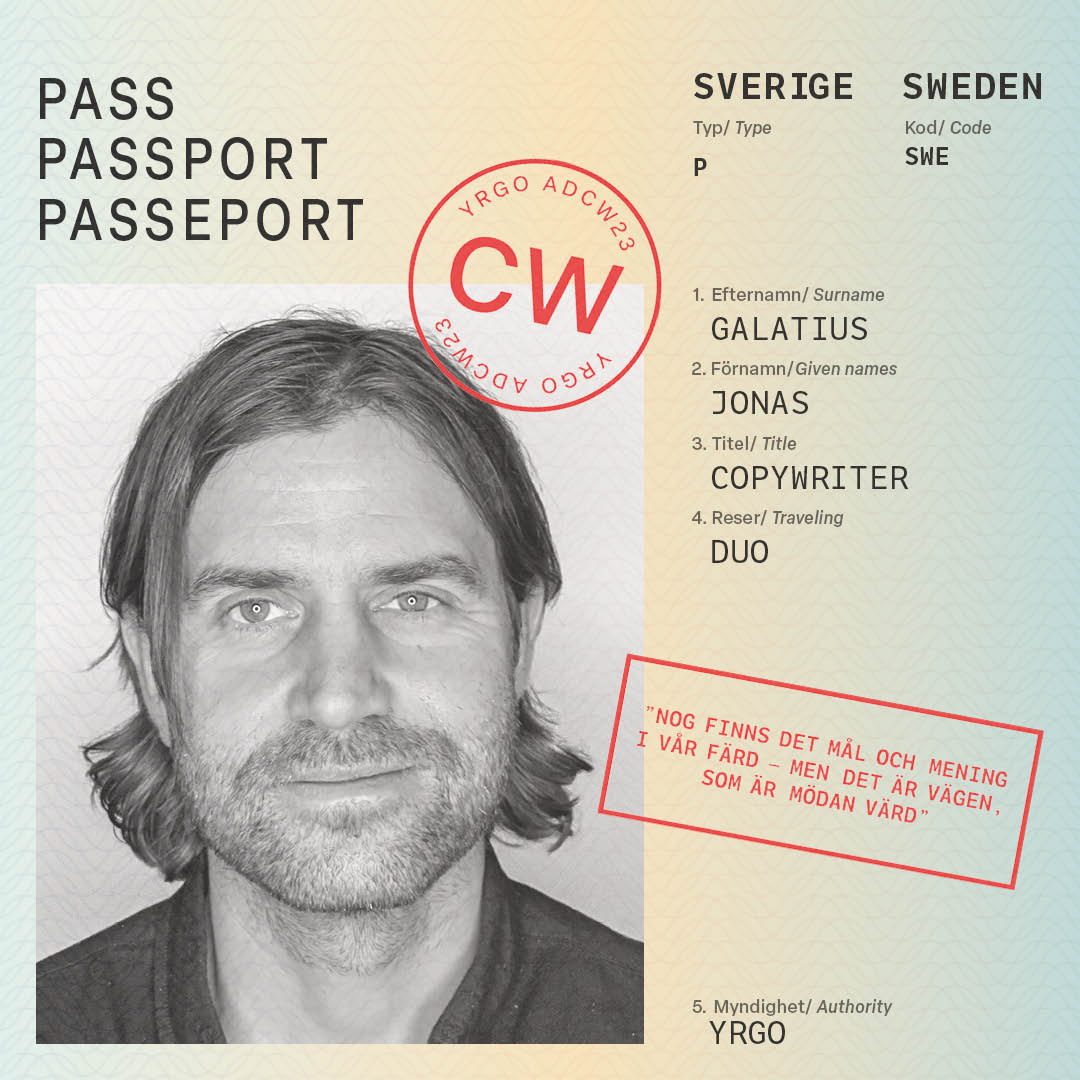 PASS
PASSPORT
PASSEPORT
SVERIGE SWEDEN
Typ/ Type Kod/ Code
P SWE
YRGO ADCW23
CW
YRGO ADCW23
1. Efternamn/ Surname
GALATIUS
2. Förnamn/Given names
JONAS
3. Titel/ Title
COPYWRITER
4. Reser/ Traveling
DUO
”NOG FINNS DET MÅL OCH MENING
I VÅR FÄRD – MEN DET ÄR VÄGEN,
SOM ÄR MÖDAN VÄRD”
5. Myndighet/ Authority
YRGO